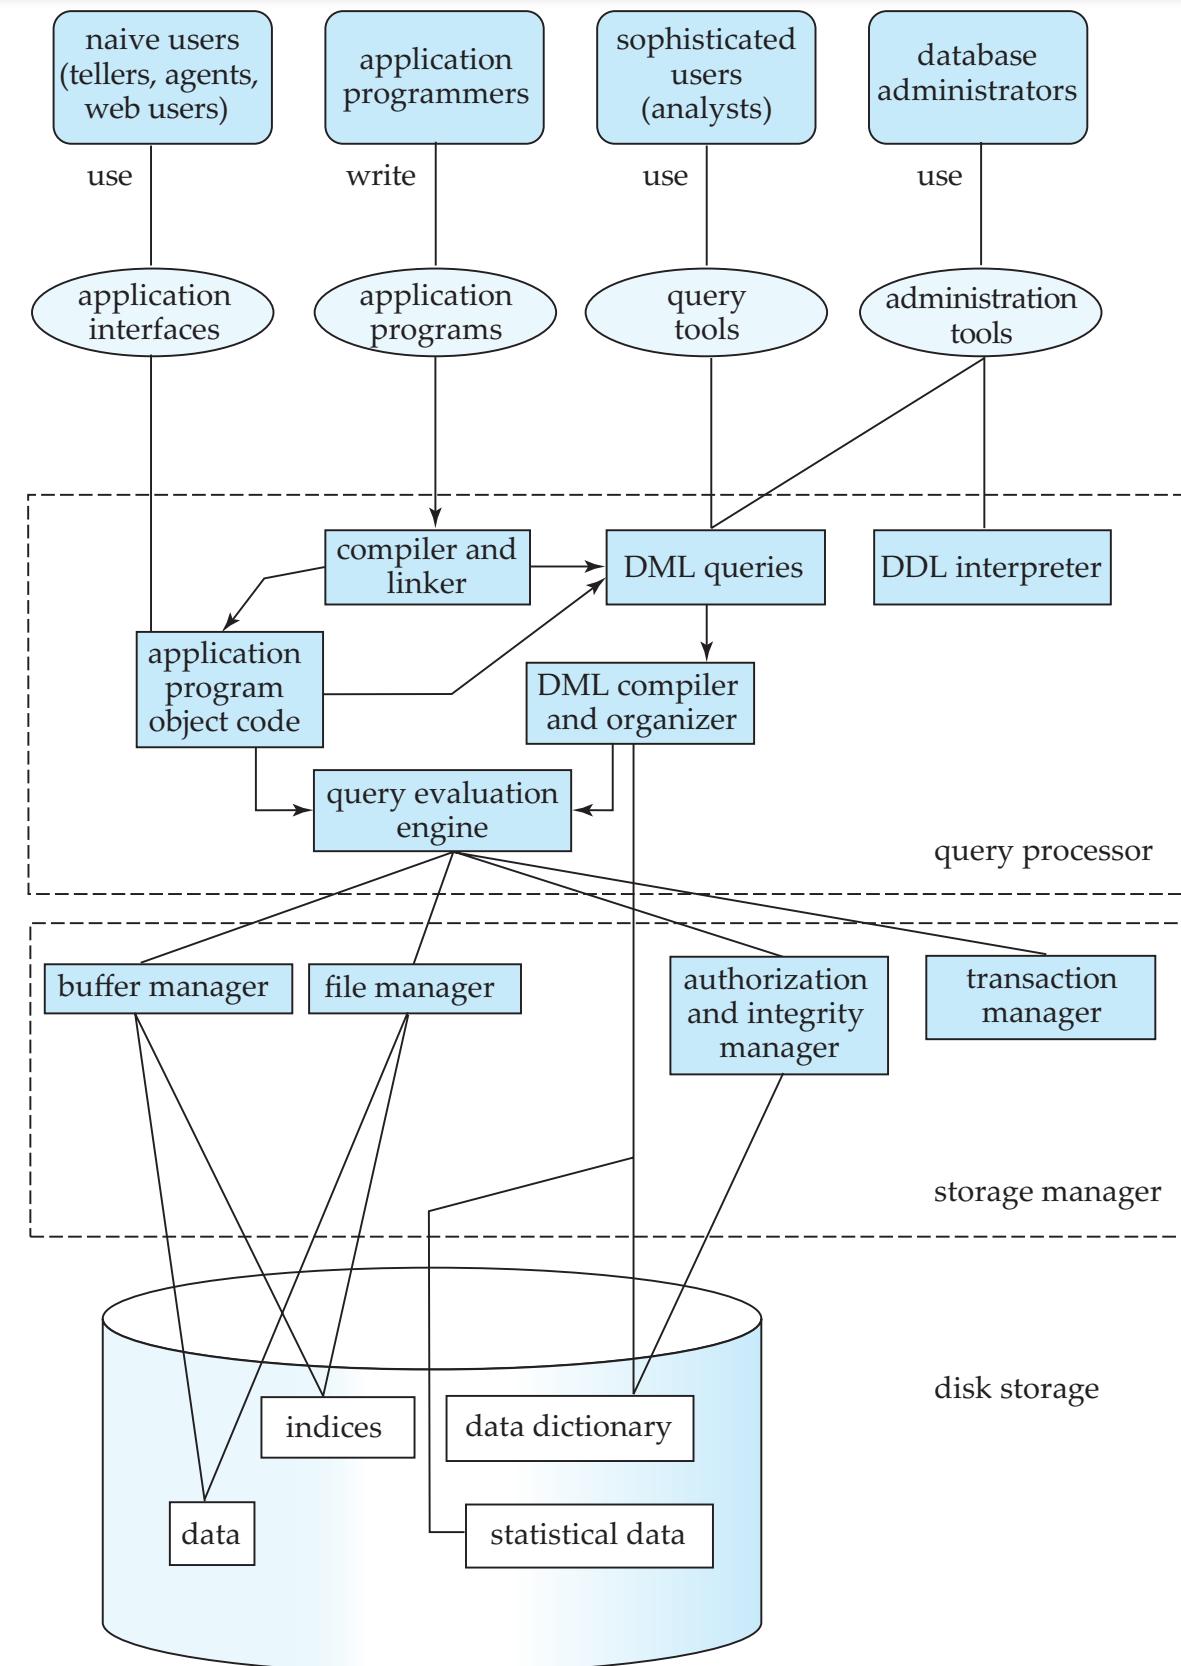 naive users
(tellers, agents,
web users)
application
programmers
sophisticated
users
(analysts)
database
administrators
use
write
use
use
application
interfaces
application
programs
query
tools
administration
tools
compiler and
linker
DML queries
DDL interpreter
application
program
object code
DML compiler
and organizer
query evaluation
engine
query processor
buffer manager
file manager
authorization
and integrity
manager
transaction
manager
storage manager
disk storage
indices
data dictionary
data
statistical data